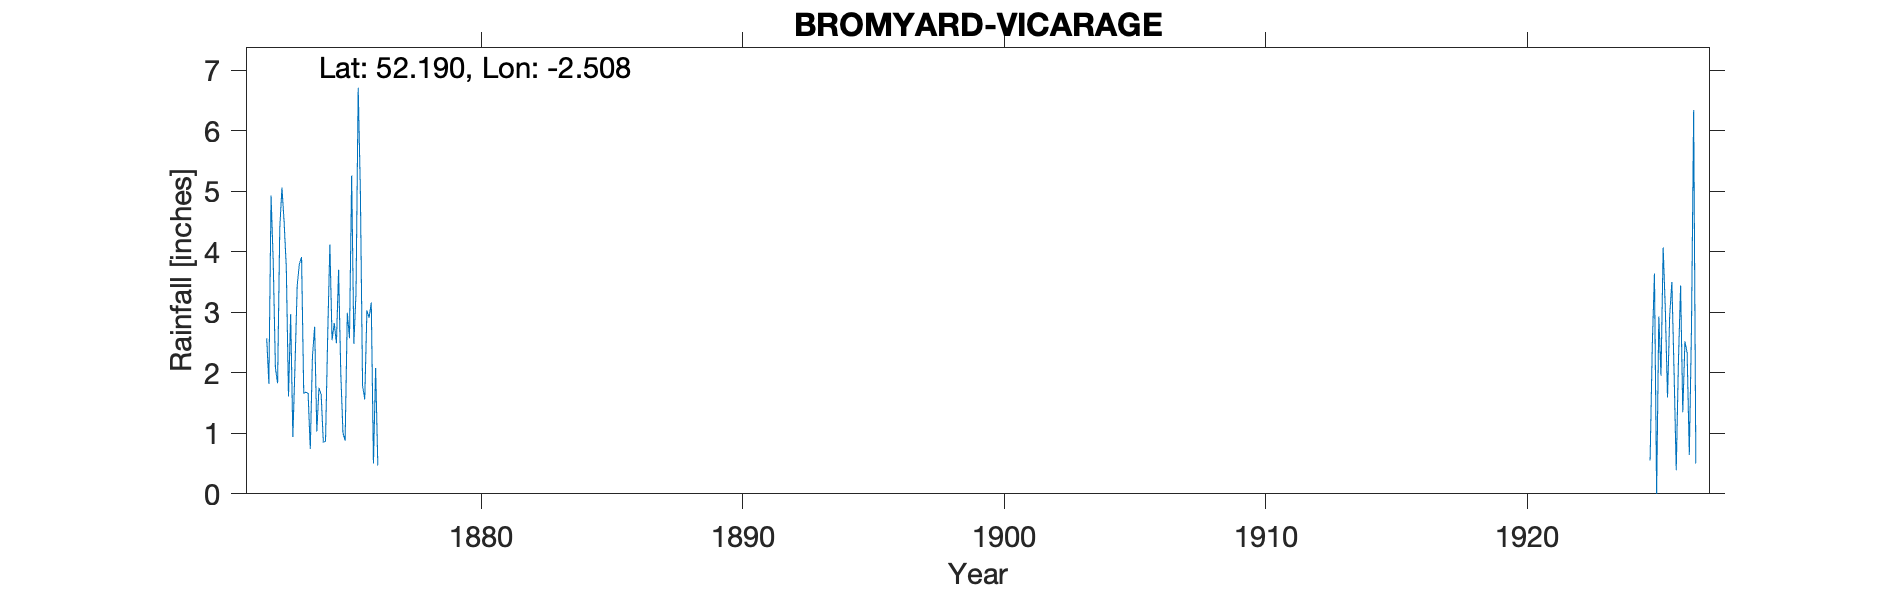 BROMYARD-VICARAGE
Lat: 52.190, Lon: -2.508
7
6
5
4
3
2
1
0
Rainfall [inches]
1880 1890 1900 1910 1920
Year